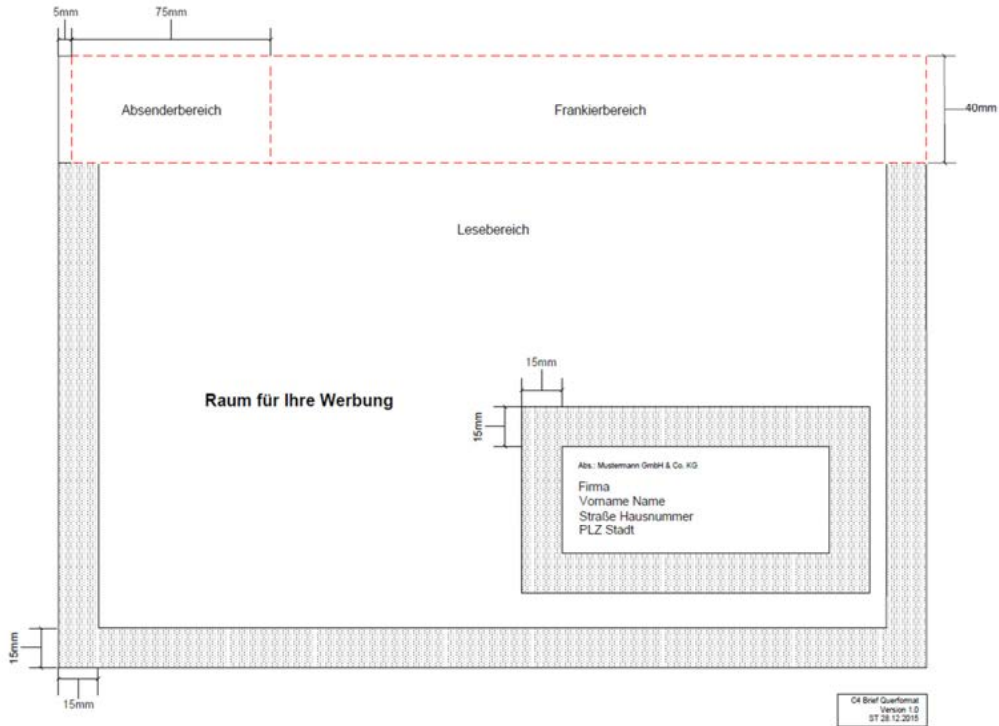 5mm
75mm
Absenderbereich
Frankierbereich
40mm
Lesebereich
15mm
Raum für Ihre Werbung
15mm
Abs.: Mustermann GmbH & Co. KG
Firma
Vorname Name
Straße Hausnummer
PLZ Stadt
15mm
15mm
C4 Brief Querformat
Version 1.0
ST 28.12.2015